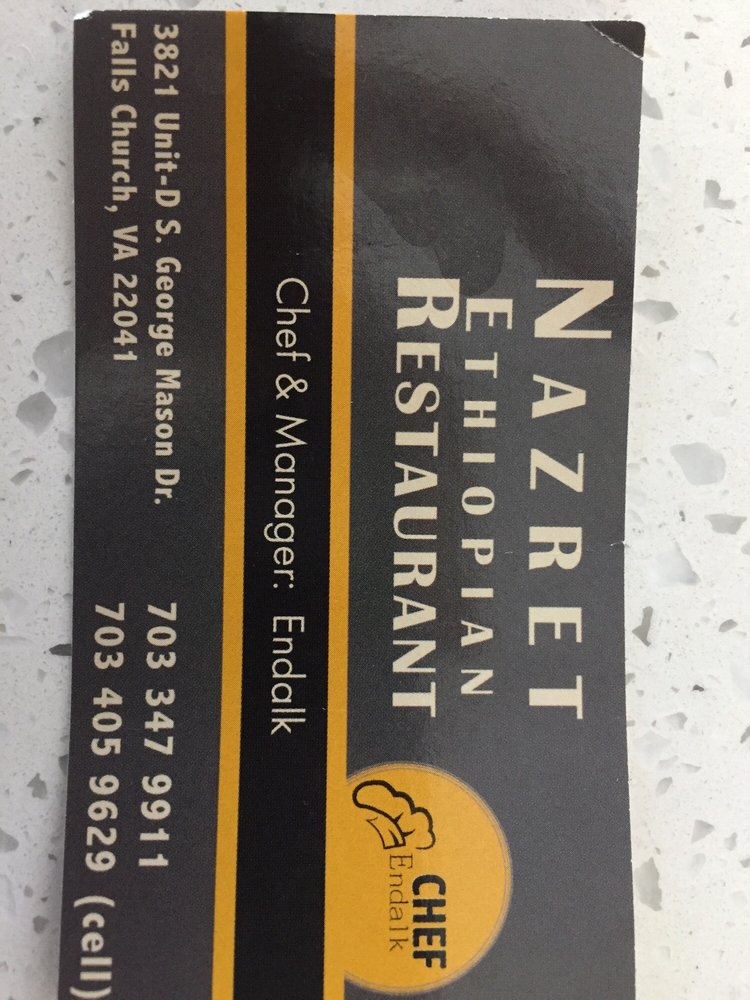 NAZRET
ETHIOPIAN
RESTAURANT
CHEF
Endalk
Chef & Manager: Endalk
3821 Unit-D S. George Mason Dr.
Falls Church, VA 22041
703 347 9911
703 405 9629 (cell)